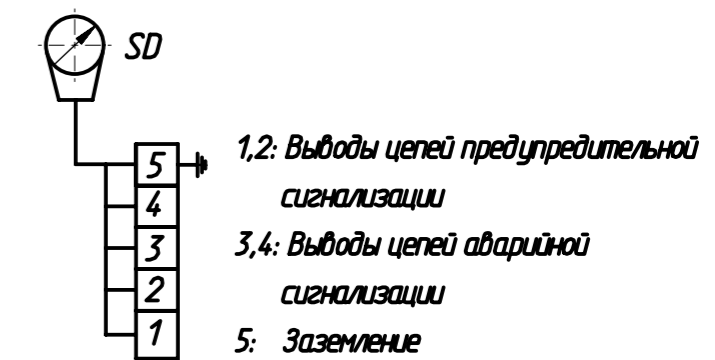 SD
5
4
3
2
1
1,2: Выводы цепей предупредительной
сигнализации
3,4: Выводы цепей аварийной
сигнализации
5: Заземление